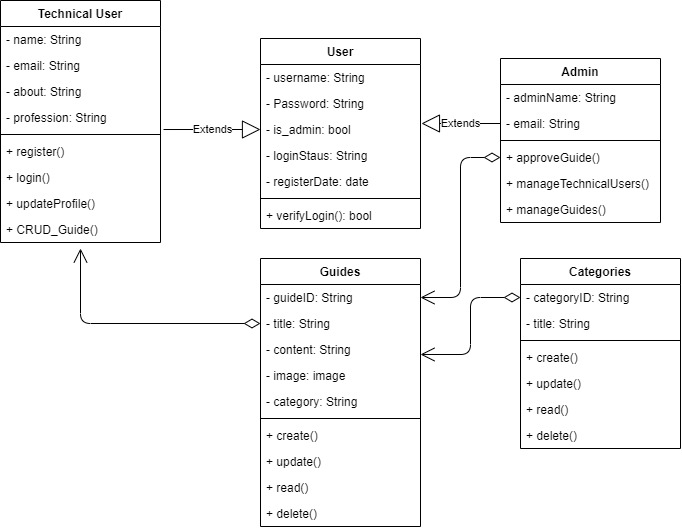 Technical User
- name: String
- email: String
- about: String
- profession: String
+ register()
+ login()
+ updateProfile()
+ CRUD_Guide()
Extends
User
- username: String
- Password: String
- is_admin: bool
- loginStaus: String
- registerDate: date
+ verifyLogin(): bool
Extends
Admin
- adminName: String
- email: String
+ approveGuide()
+ manageTechnicalUsers()
+ manageGuides()
Guides
- guideID: String
- title: String
- content: String
- image: image
- category: String
+ create()
+ update()
+ read()
+ delete()
Categories
- categoryID: String
- title: String
+ create()
+ update()
+ read()
+ delete()